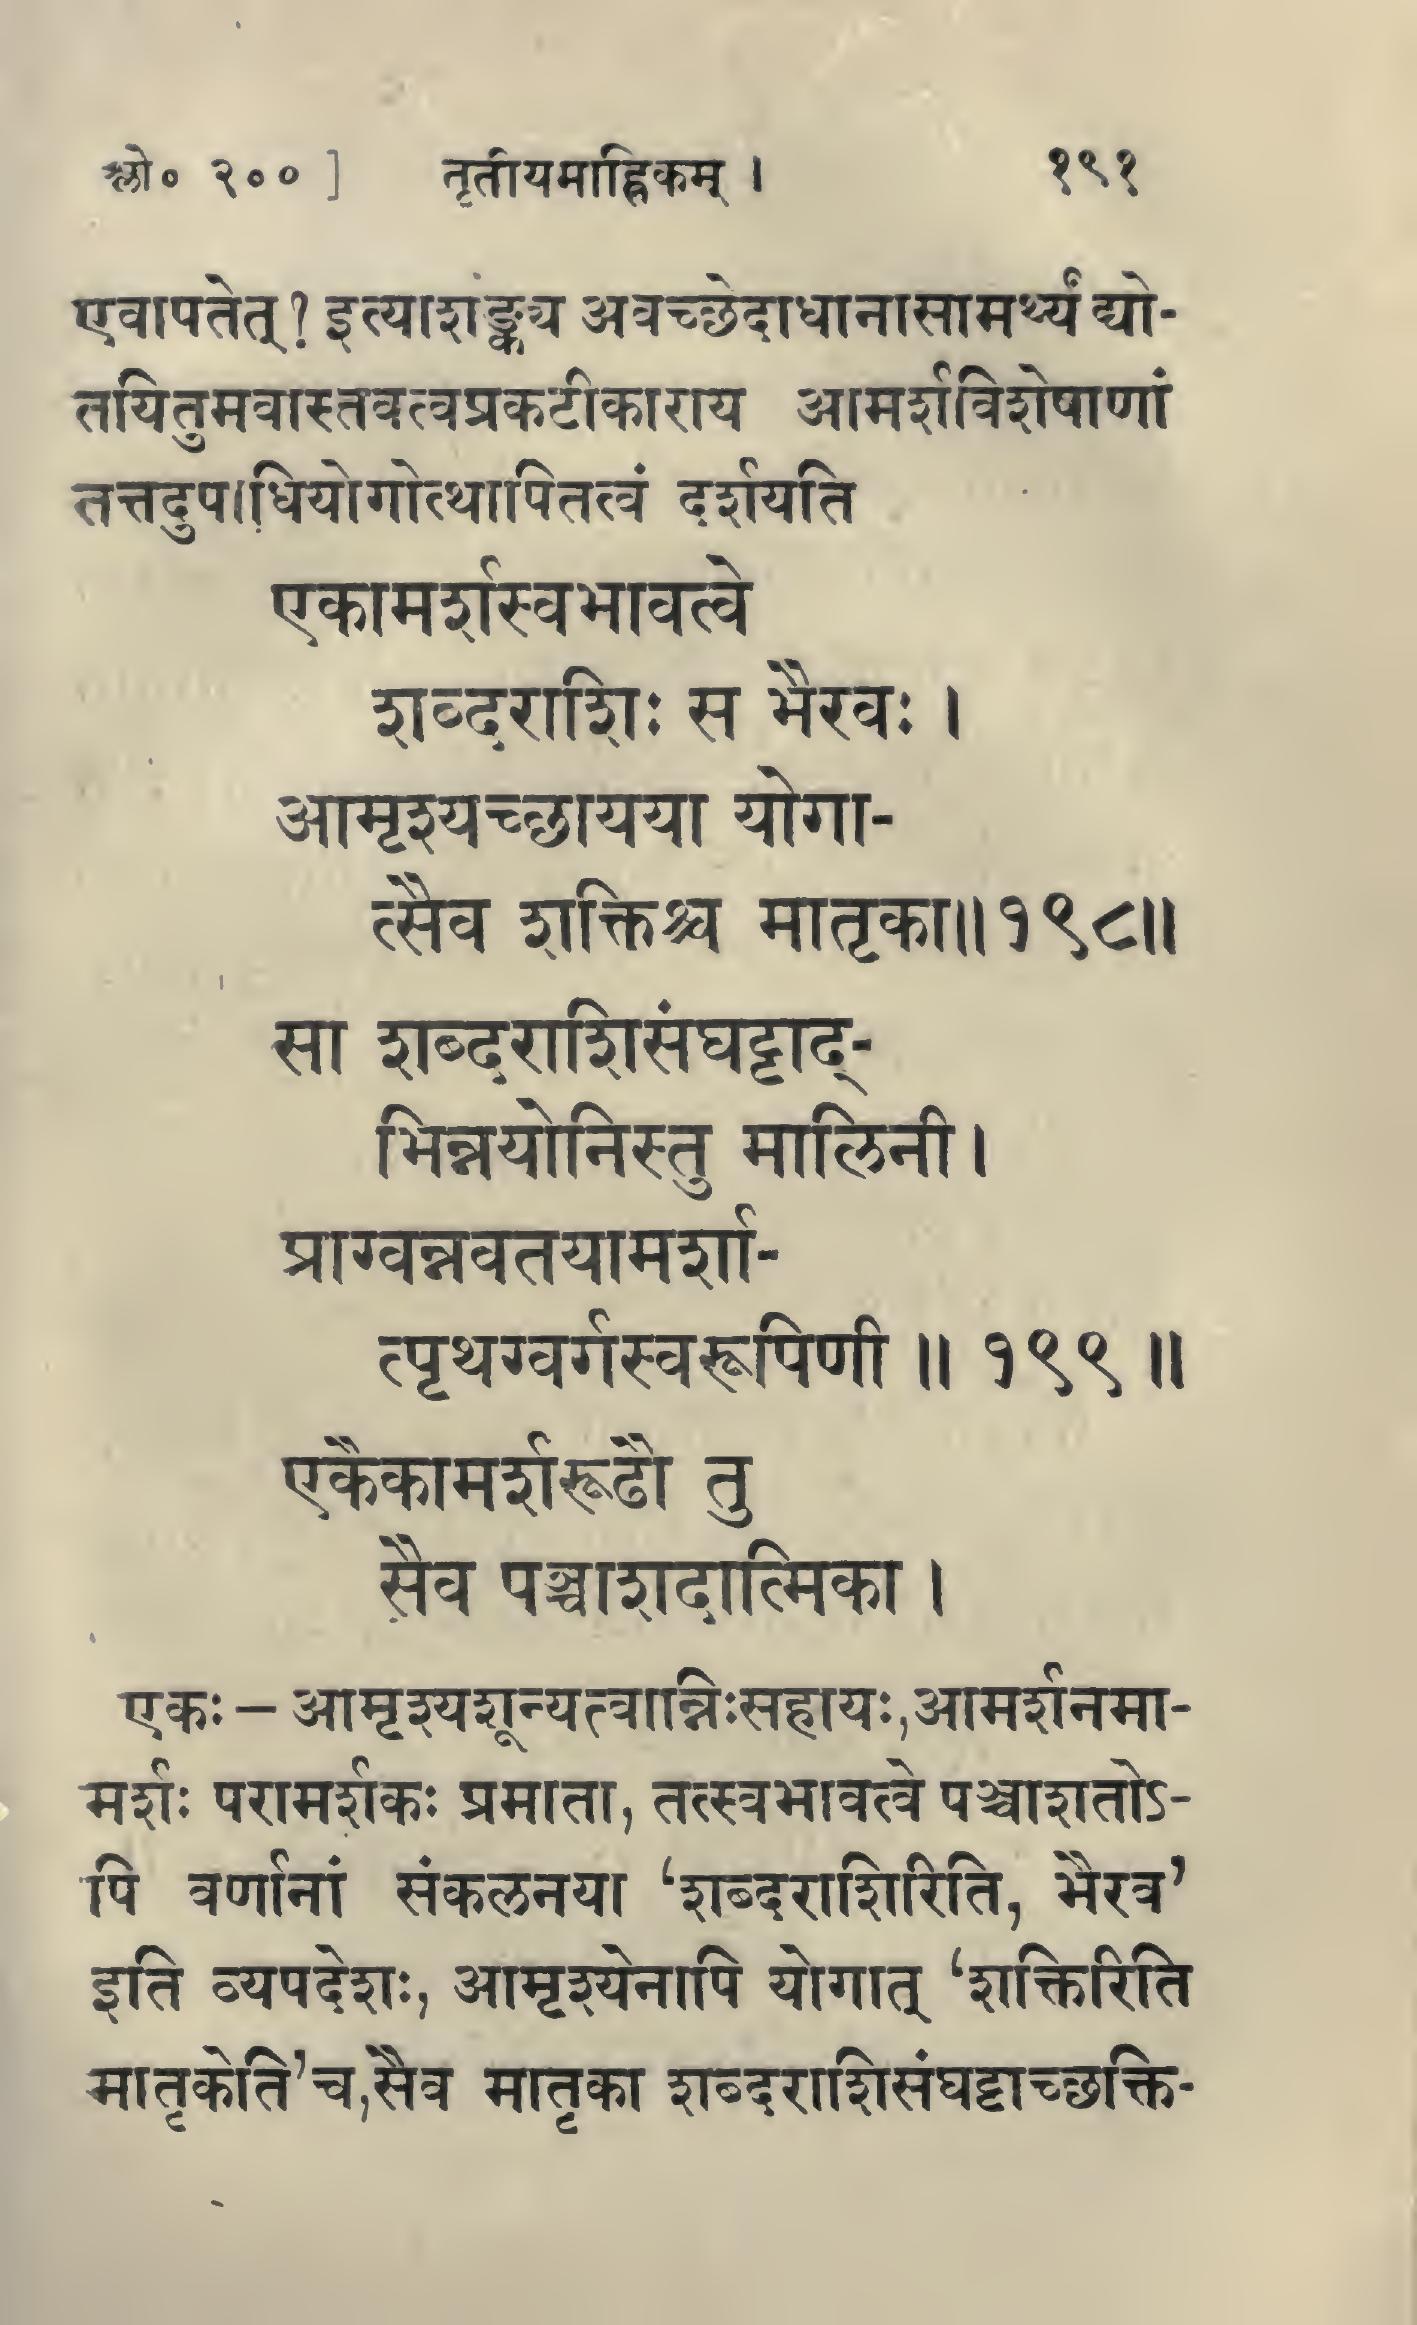 श्लो० २०० ] तृतीयमाह्निकम् । १९१
एवापतेत्? इत्याशङ्क्य अवच्छेदाधानासामर्थ्यं द्यो-
तयितुमवास्तवत्वप्रकटीकाराय आमर्शविशेषाणां
तत्तदुपाधियोगोत्थापितत्वं दर्शयति
एकामर्शस्वभावत्वे
शब्दराशिः स भैरवः ।
आमृश्यच्छायया योगा-
त्सैव शक्तिश्च मातृका॥१९८॥
सा शब्दराशिसंघट्टाद्-
भिन्नयोनिस्तु मालिनी ।
प्राग्वन्नवतयामर्शा-
त्पृथग्वर्गस्वरूपिणी ॥ १९९ ॥
एकैकामर्शरूढौ तु
सैव पञ्चाशदात्मिका ।
एकः – आमृश्यशून्यत्वान्निःसहायः, आमर्शनमा-
मर्शः परामर्शकः प्रमाता, तत्स्वभावत्वे पञ्चाशतोऽ-
पि वर्णानां संकलनया ‘शब्दराशिरिति, भैरव’
इति व्यपदेशः, आमृश्येनापि योगात् ‘शक्तिरिति
मातृकेति’ च, सैव मातृका शब्दराशिसंघट्टाच्छक्ति-